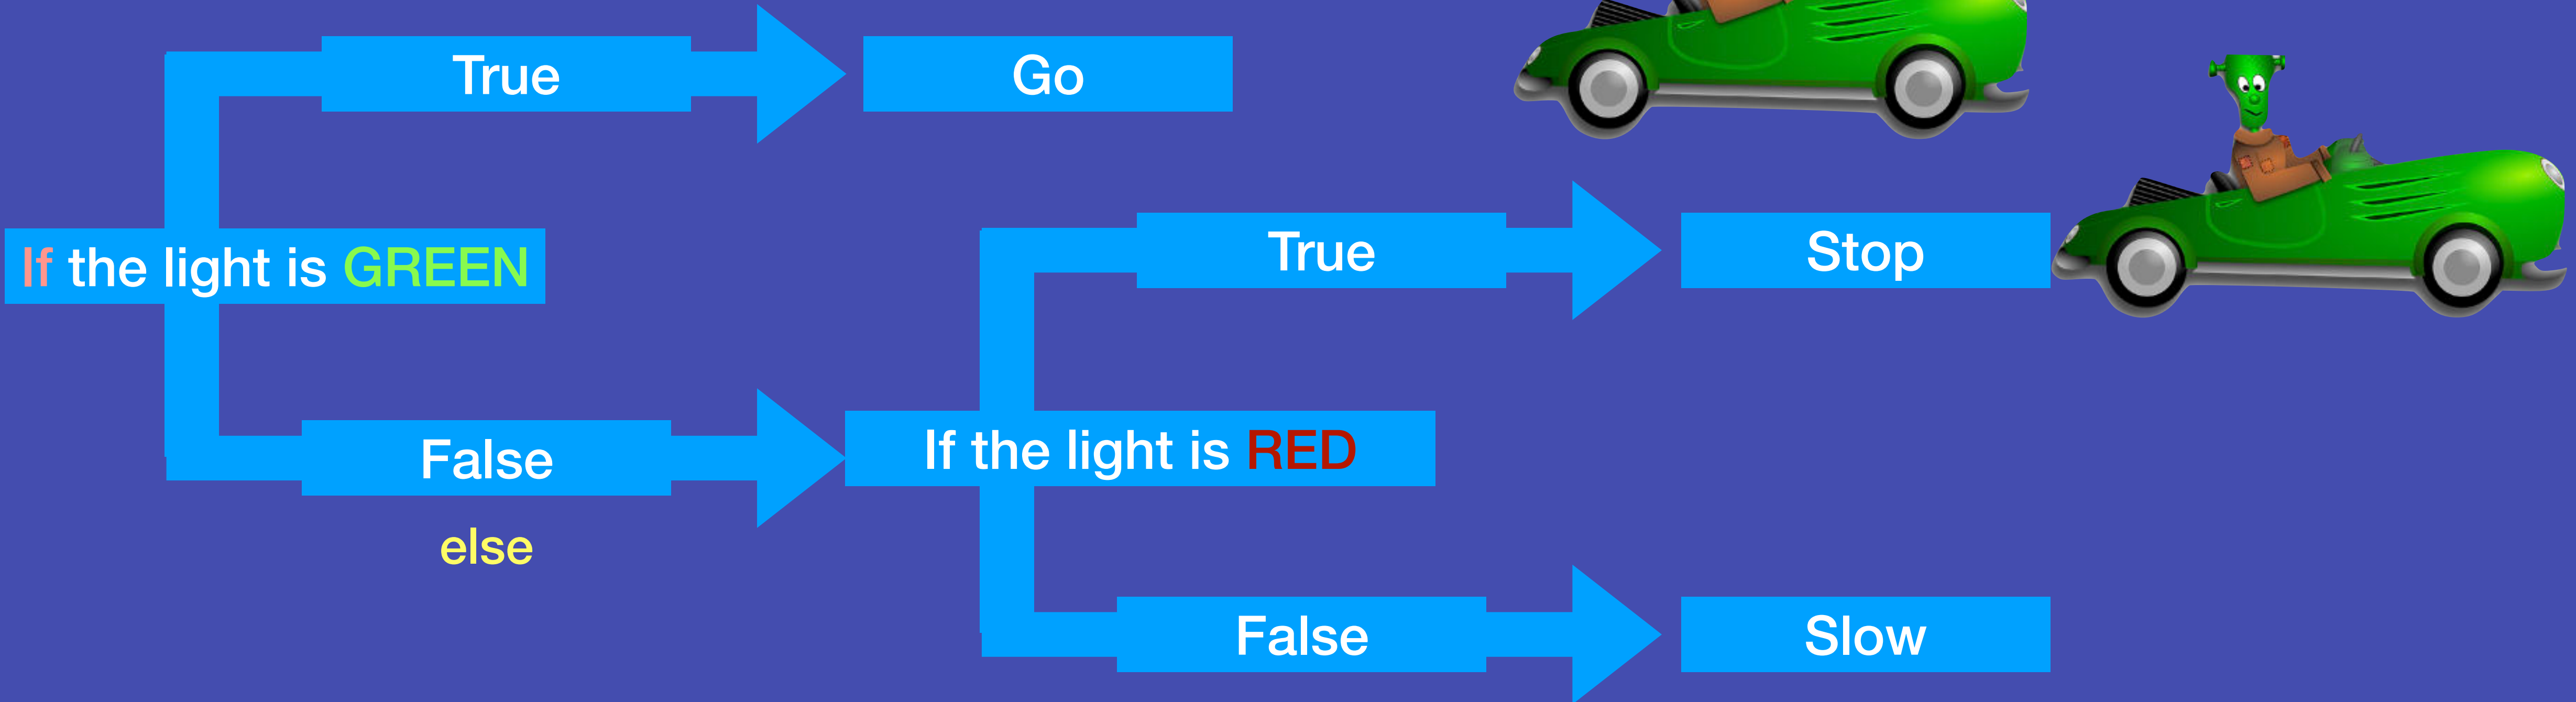 True
Go
If the light is GREEN
True
Stop
False
If the light is RED
else
False
Slow